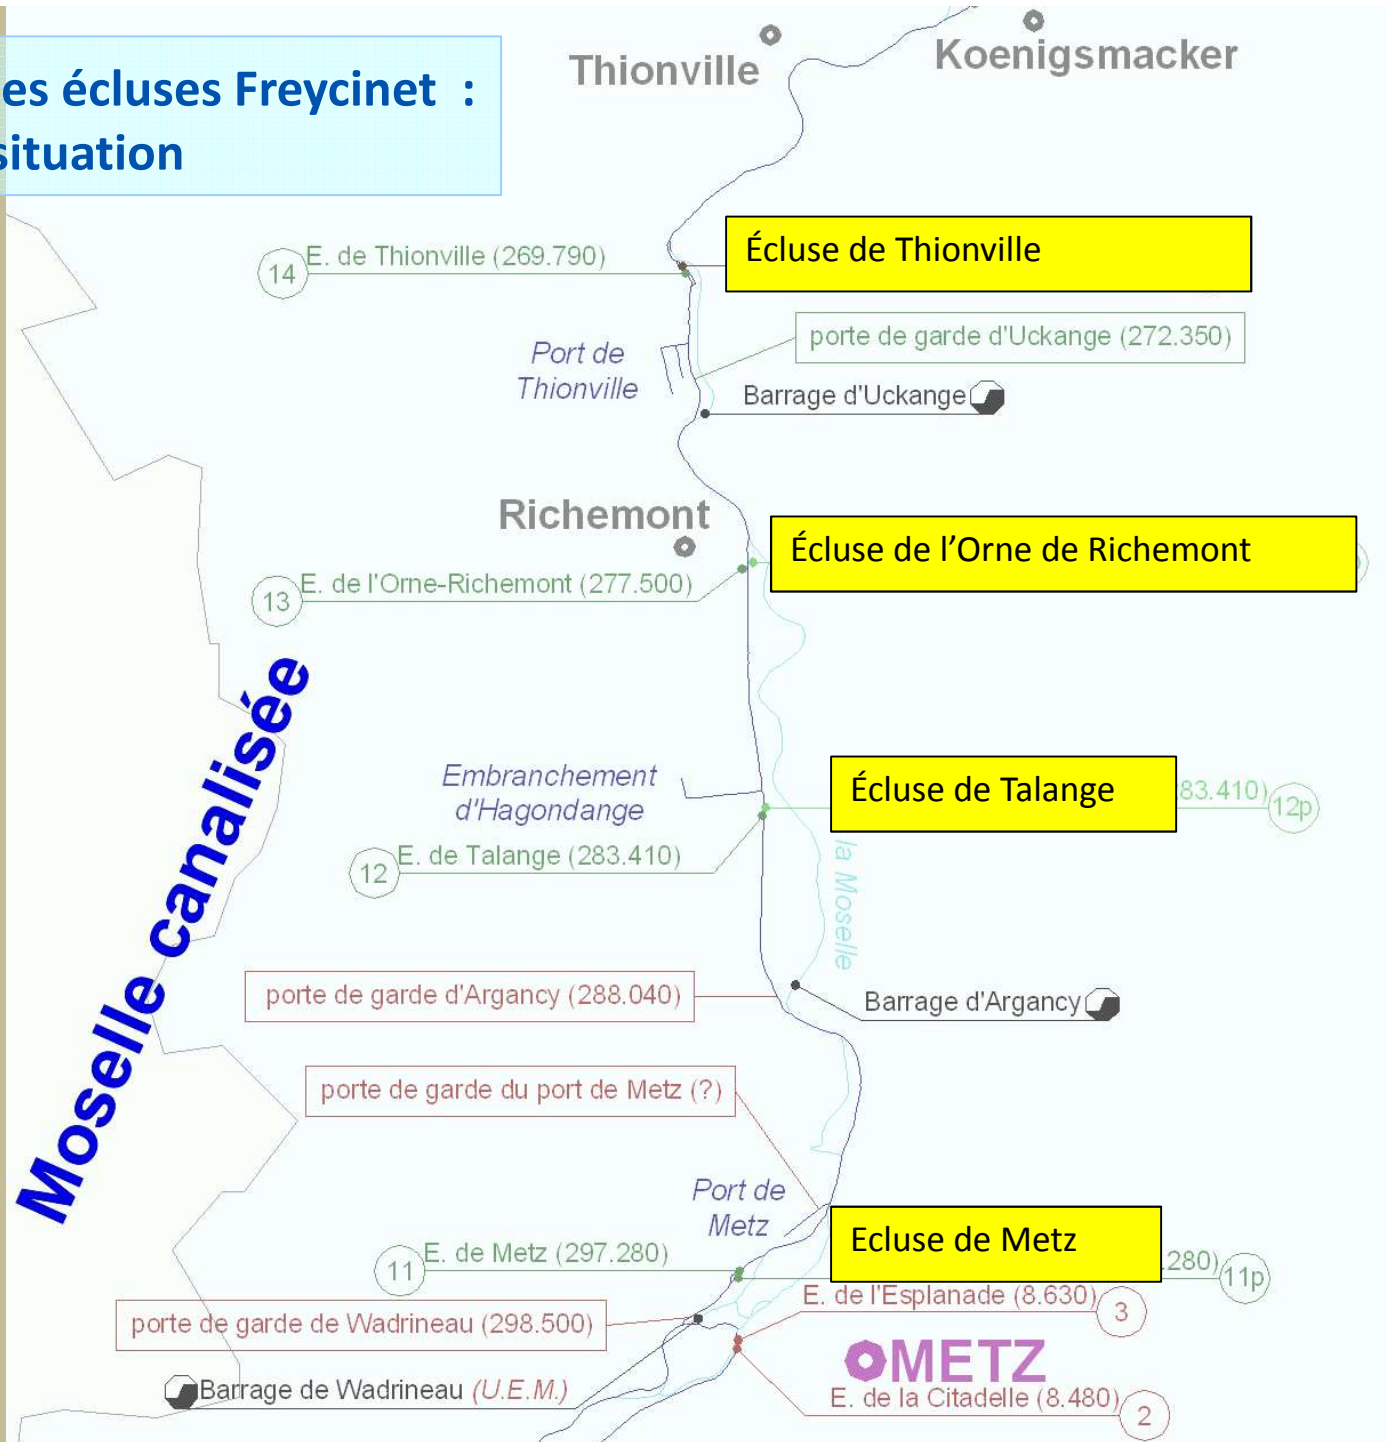 es écluses Freycinet :
situation
Thionville
Koenigsmacker
14
E. de Thionville (269.790)
Écluse de Thionville
porte de garde d'Uckange (272.350)
Port de
Thionville
Barrage d'Uckange
Richemont
Écluse de l’Orne de Richemont
13
E. de l'Orne-Richemont (277.500)
Moselle canalisée
Embranchement
d'Hagondange
Écluse de Talange
83.410)
12p
12
E. de Talange (283.410)
la Moselle
porte de garde d'Argancy (288.040)
Barrage d'Argancy
porte de garde du port de Metz (?)
Port de
Metz
Ecluse de Metz
11
E. de Metz (297.280)
.280)
11p
E. de l'Esplanade (8.630)
3
porte de garde de Wadrineau (298.500)
METZ
Barrage de Wadrineau (U.E.M.)
E. de la Citadelle (8.480)
2